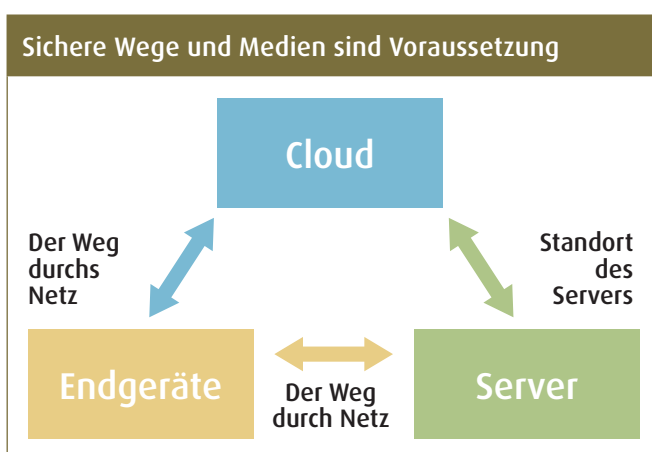 Sichere Wege und Medien sind Voraussetzung
Cloud
Der Weg
durchs
Netz
Standort
des
Servers
Endgeräte
Der Weg
durch Netz
Server